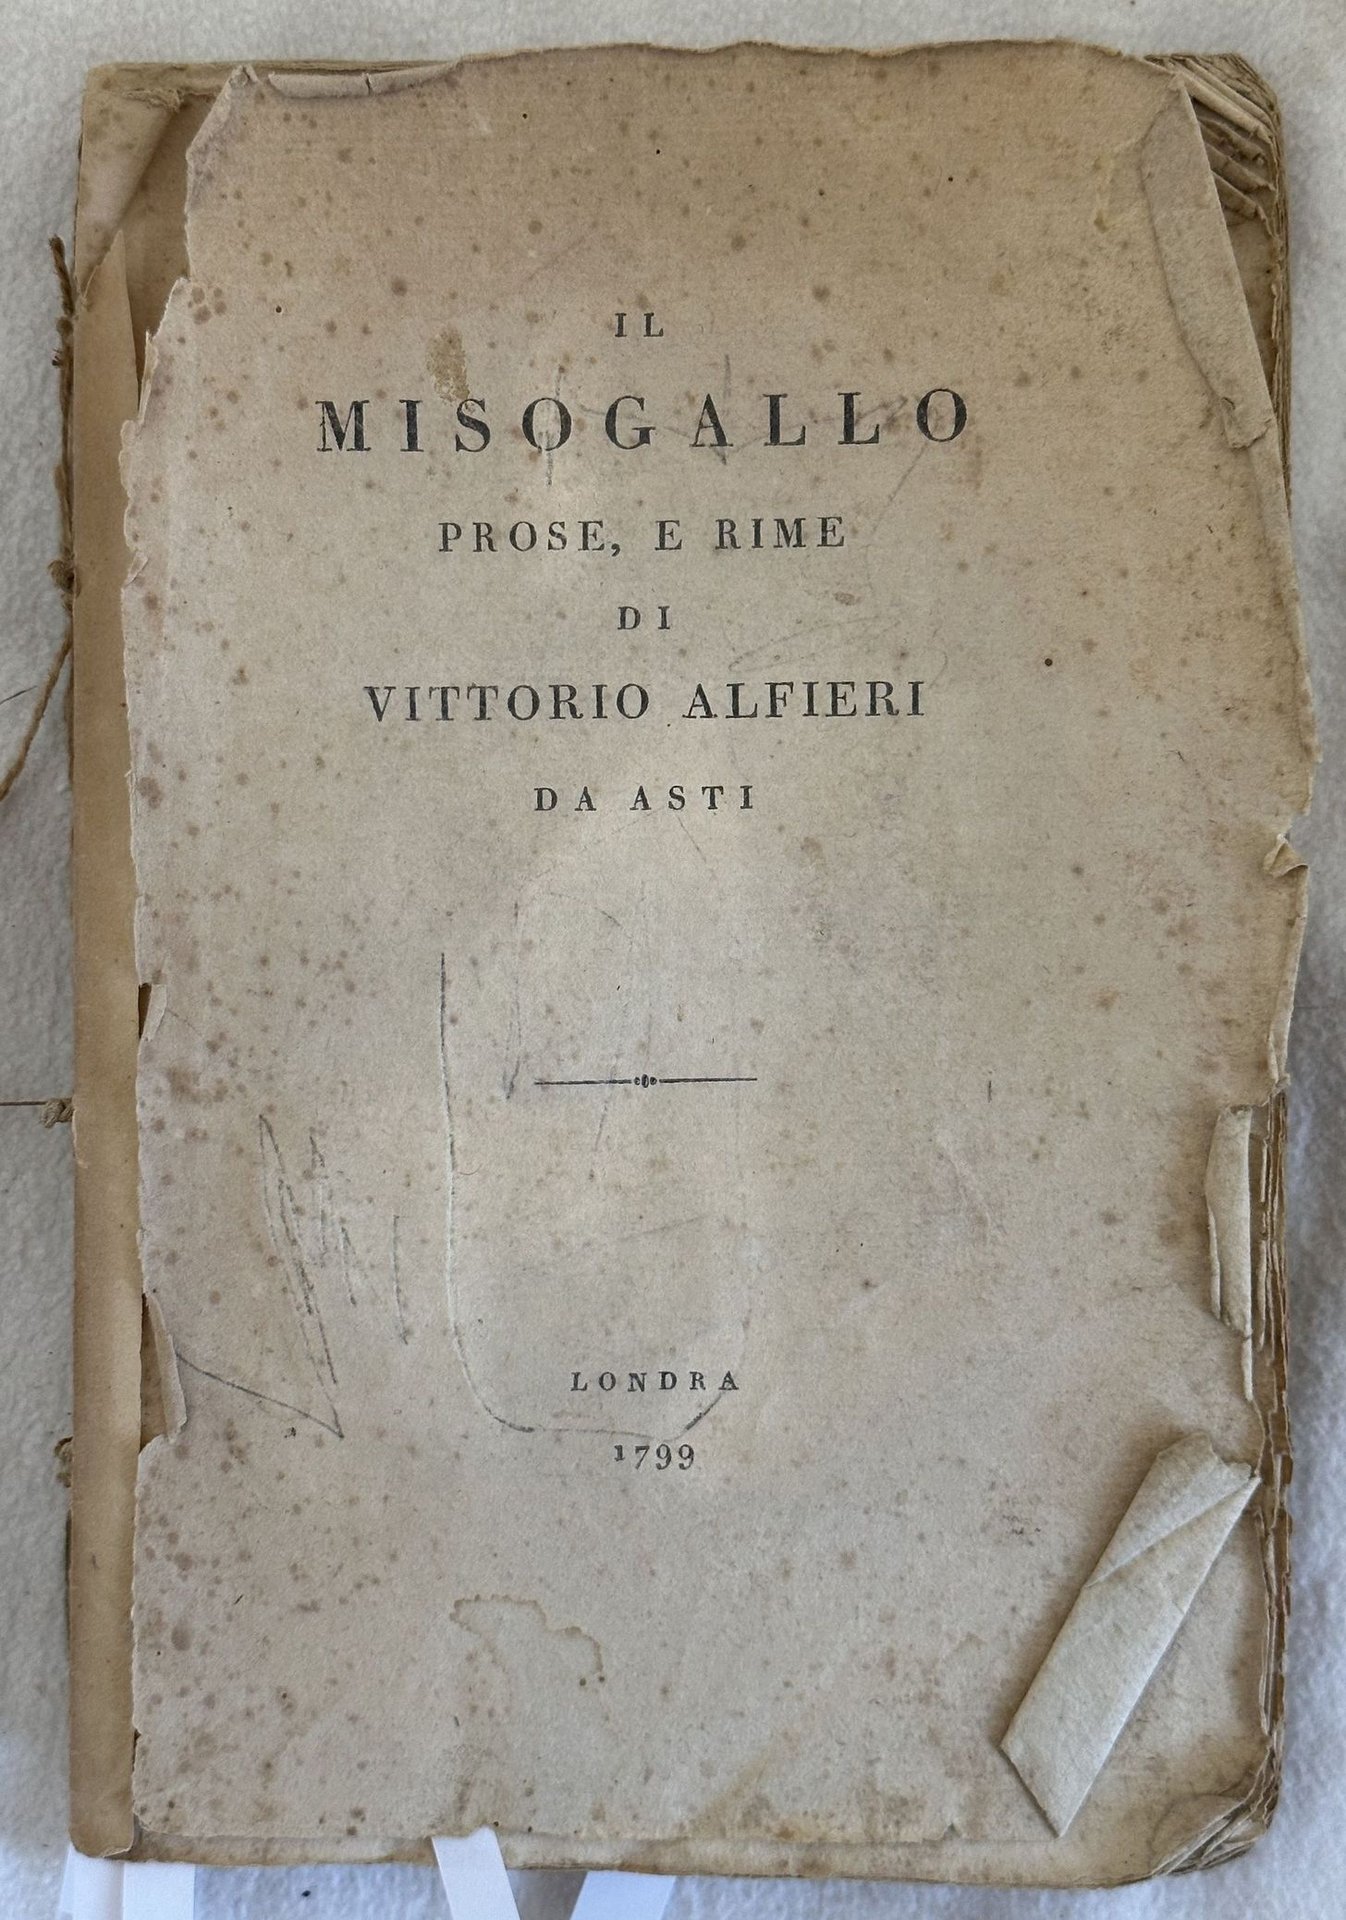 IL
MISOGALLO
PROSE, E RIME
DI
VITTORIO ALFIERI
DA ASTI
LONDRA
1799